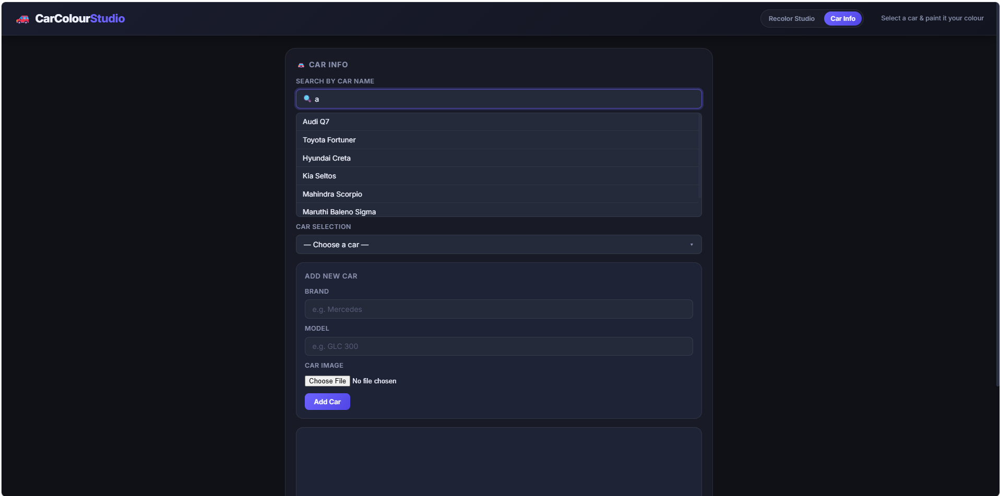 CarColourStudio
Recolor Studio
Car Info
Select a car & paint it your colour
CAR INFO
SEARCH BY CAR NAME
a
Audi Q7
Toyota Fortuner
Hyundai Creta
Kia Seltos
Mahindra Scorpio
Maruthi Baleno Sigma
CAR SELECTION
— Choose a car —
ADD NEW CAR
BRAND
e.g. Mercedes
MODEL
e.g. GLC 300
CAR IMAGE
Choose File No file chosen
Add Car